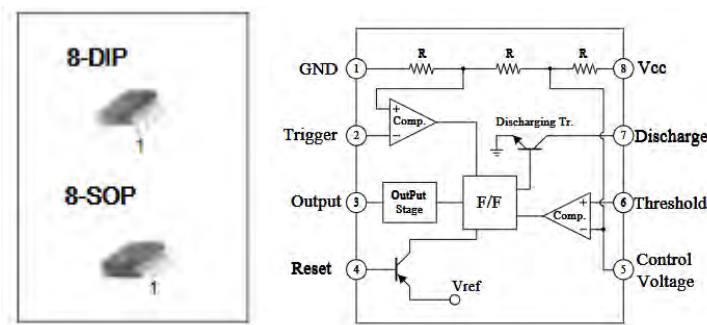 8-DIP
1
8-SOP
1
R R R
GND 1 8 Vcc
+
Comp.
−
Trigger 2 Discharging Tr. 7 Discharge
Output 3 OutPut Stage F/F Comp. + − 6 Threshold
Reset 4 Vref 5 Control Voltage